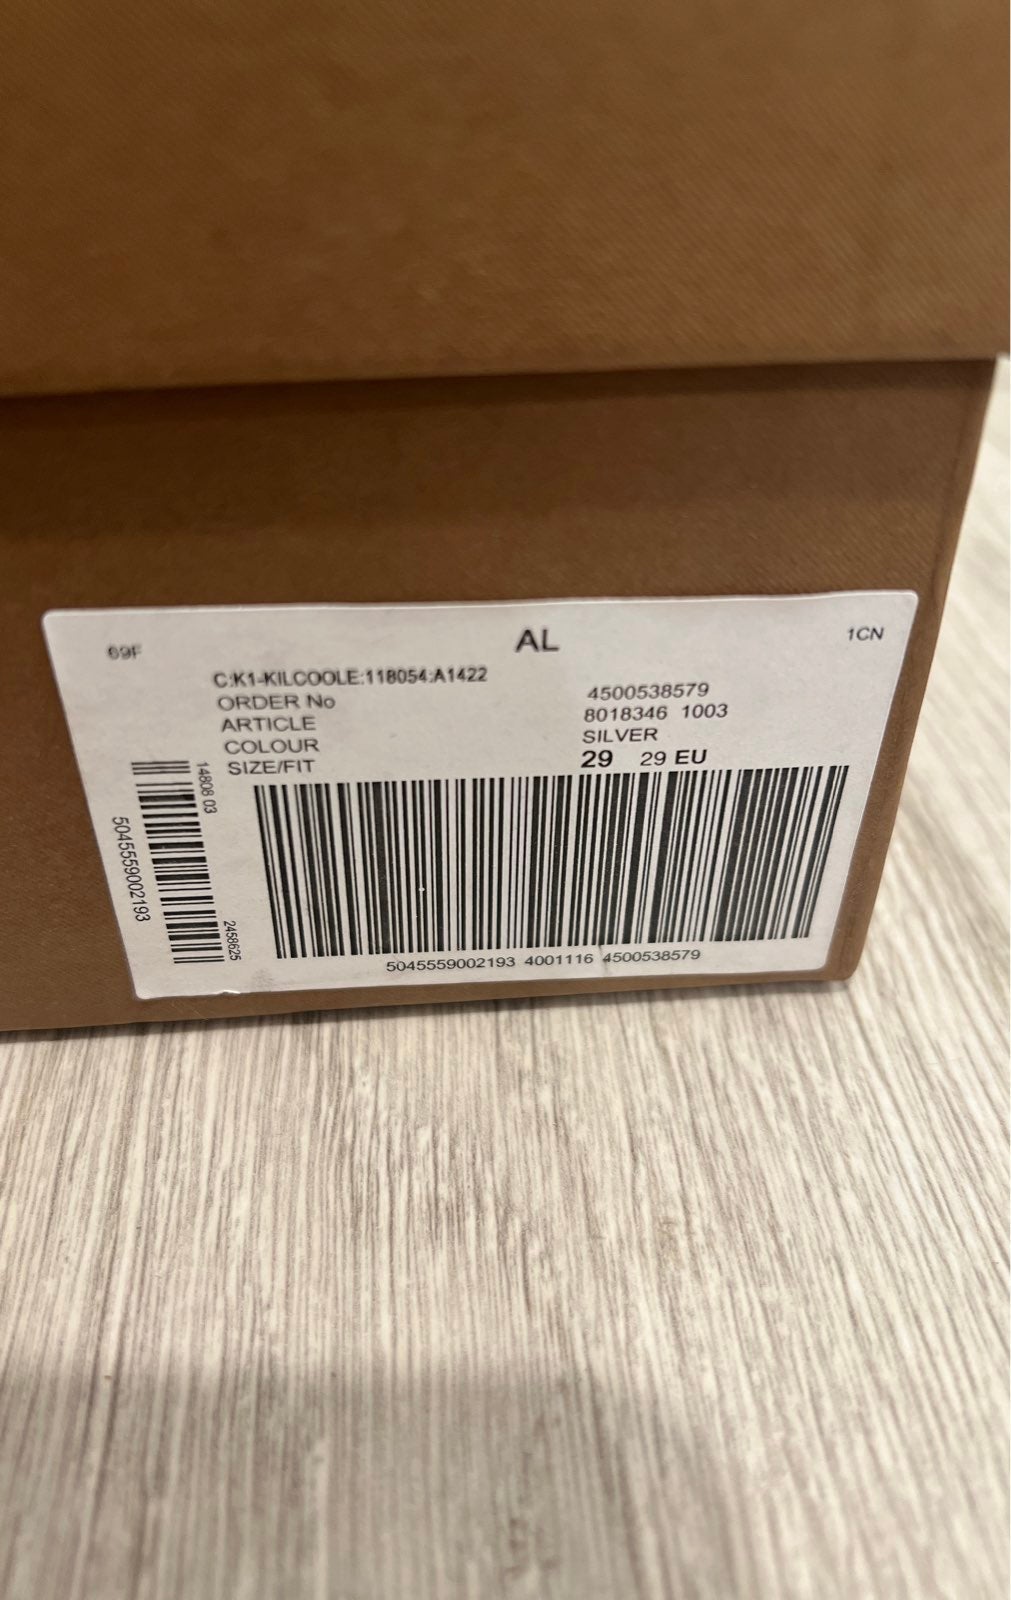 69F
AL
1CN
C:K1-KILCOOLE:118054:A1422
ORDER No 4500538579
ARTICLE 8018346 1003
COLOUR SILVER
SIZE/FIT 29 29 EU
14808 03
5045559002193
2458625
5045559002193 4001116 4500538579